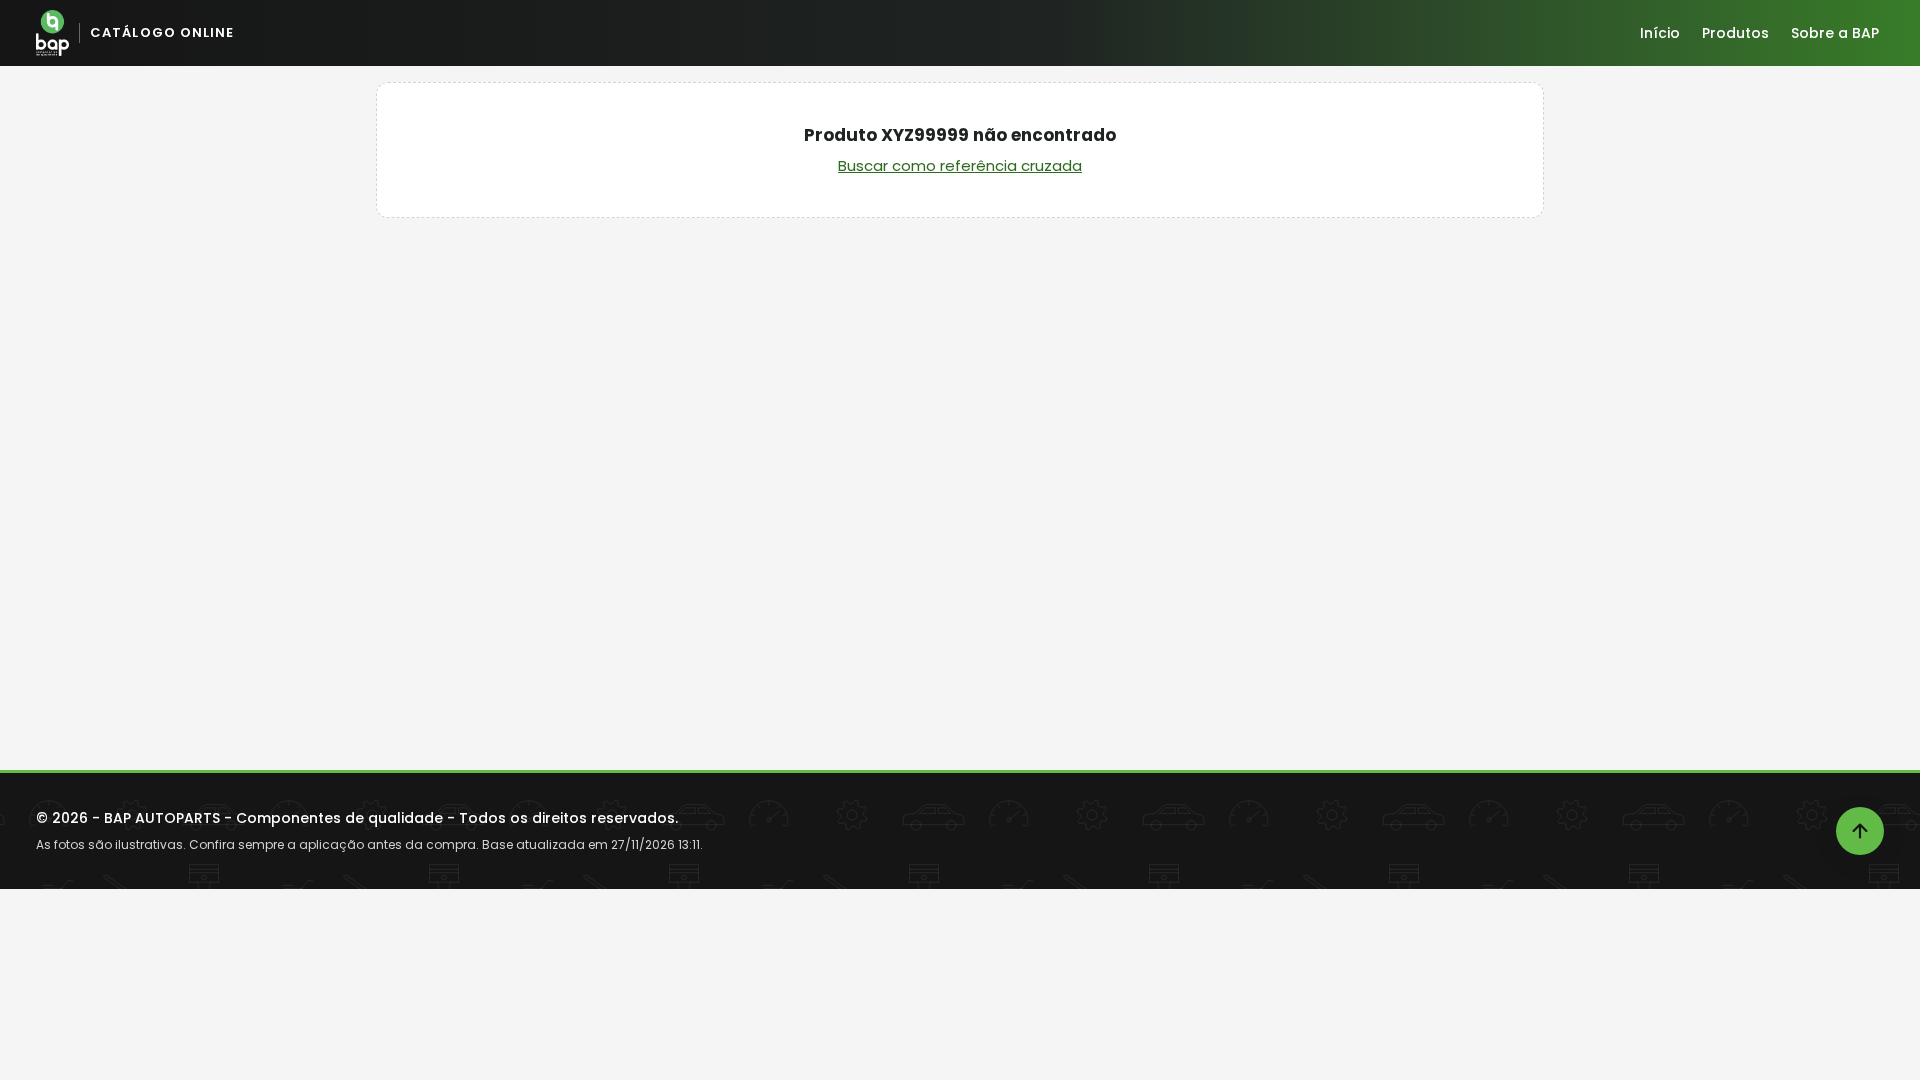 bap
CATÁLOGO ONLINE
Início
Produtos
Sobre a BAP
Produto XYZ99999 não encontrado
Buscar como referência cruzada
© 2026 - BAP AUTOPARTS - Componentes de qualidade - Todos os direitos reservados.
As fotos são ilustrativas. Confira sempre a aplicação antes da compra. Base atualizada em 27/11/2026 13:11.